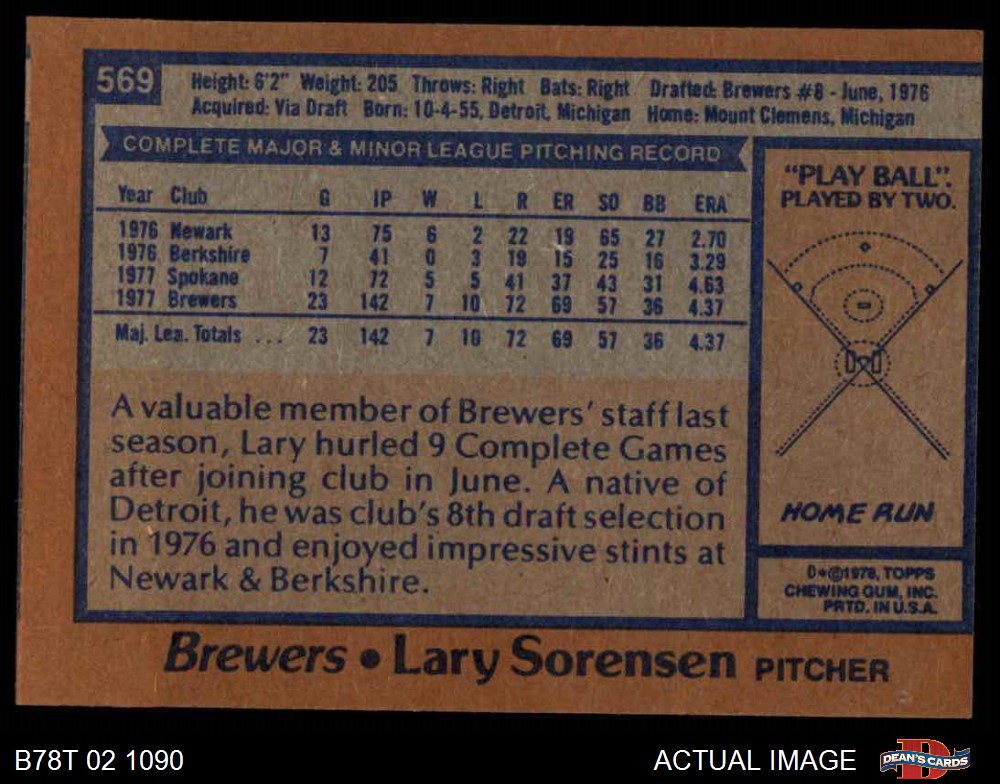 569
Height: 6'2" Weight: 205 Throws: Right Bats: Right Drafted: Brewers #8 - June, 1976
Acquired: Via Draft Born: 10-4-55, Detroit, Michigan Home: Mount Clemens, Michigan
COMPLETE MAJOR & MINOR LEAGUE PITCHING RECORD
Year Club G IP W L R ER SO BB ERA
1976 Newark 13 75 6 2 22 19 65 27 2.70
1976 Berkshire 7 41 0 3 19 15 25 16 3.29
1977 Spokane 12 72 5 5 41 37 43 31 4.63
1977 Brewers 23 142 7 10 72 69 57 36 4.37
Maj. Lea. Totals ... 23 142 7 10 72 69 57 36 4.37
A valuable member of Brewers' staff last
season, Lary hurled 9 Complete Games
after joining club in June. A native of
Detroit, he was club's 8th draft selection
in 1976 and enjoyed impressive stints at
Newark & Berkshire.
"PLAY BALL".
PLAYED BY TWO.
HOME RUN
D*©1978, TOPPS
CHEWING GUM, INC.
PRTD. IN U.S.A.
Brewers • Lary Sorensen PITCHER
B78T 02 1090
ACTUAL IMAGE
D
DEAN'S CARDS